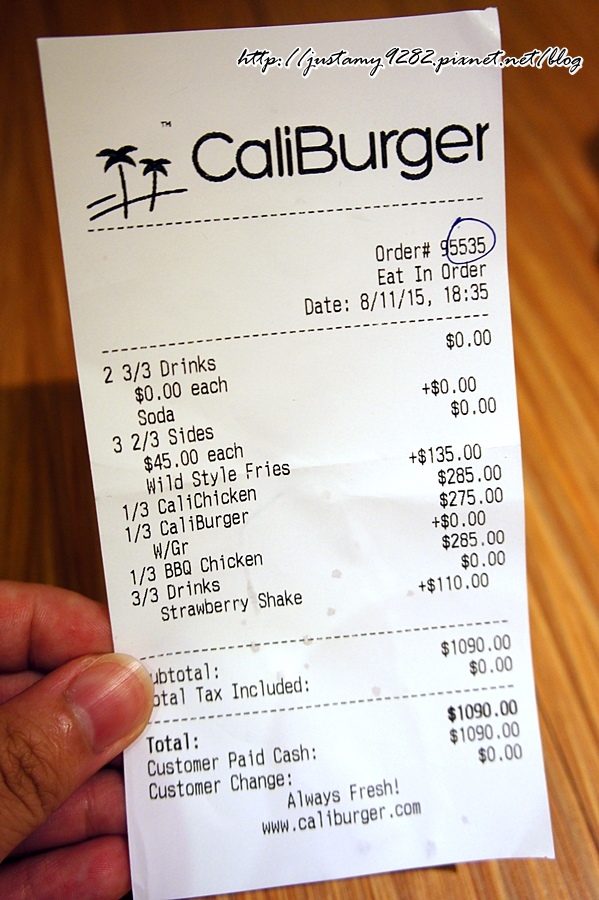 http://justamy9282.pixnet.net/blog
™
CaliBurger
Order# 95535
Eat In Order
Date: 8/11/15, 18:35
2 3/3 Drinks $0.00
$0.00 each
Soda +$0.00
3 2/3 Sides $0.00
$45.00 each
Wild Style Fries +$135.00
1/3 CaliChicken $285.00
1/3 CaliBurger $275.00
W/Gr +$0.00
1/3 BBQ Chicken $285.00
3/3 Drinks $0.00
Strawberry Shake +$110.00
ubtotal: $1090.00
otal Tax Included: $0.00
Total: $1090.00
Customer Paid Cash: $1090.00
Customer Change: $0.00
Always Fresh!
www.caliburger.com